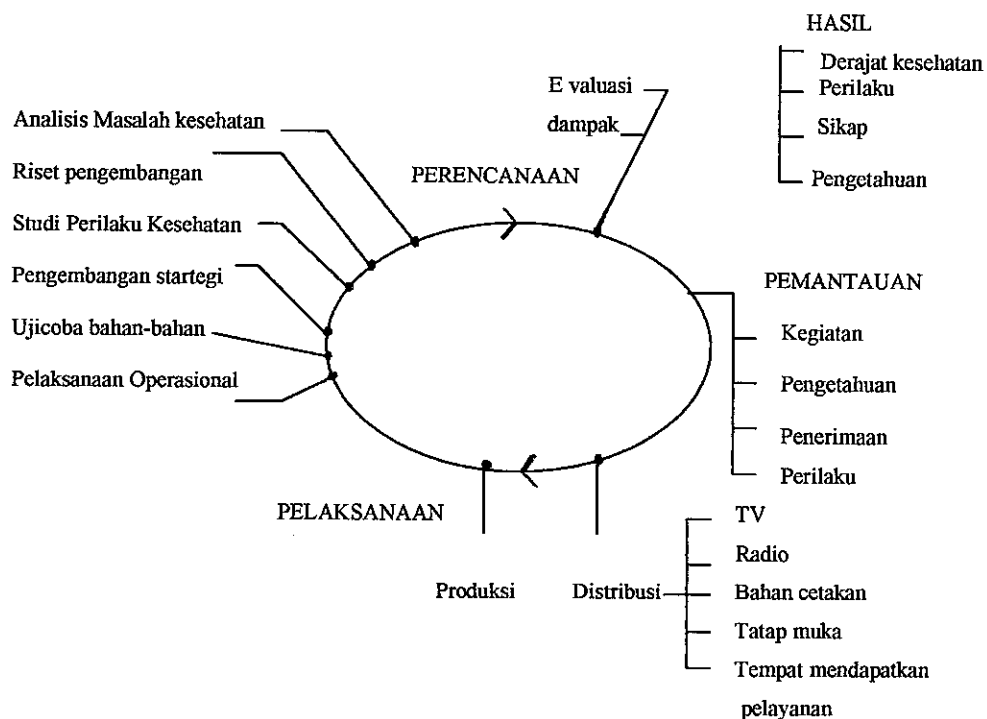 HASIL
Derajat kesehatan
Perilaku
Sikap
Pengetahuan
E valuasi
dampak
PERENCANAAN
Analisis Masalah kesehatan
Riset pengembangan
Studi Perilaku Kesehatan
Pengembangan startegi
Ujicoba bahan-bahan
Pelaksanaan Operasional
PEMANTAUAN
Kegiatan
Pengetahuan
Penerimaan
Perilaku
PELAKSANAAN
Produksi
Distribusi
TV
Radio
Bahan cetakan
Tatap muka
Tempat mendapatkan
pelayanan